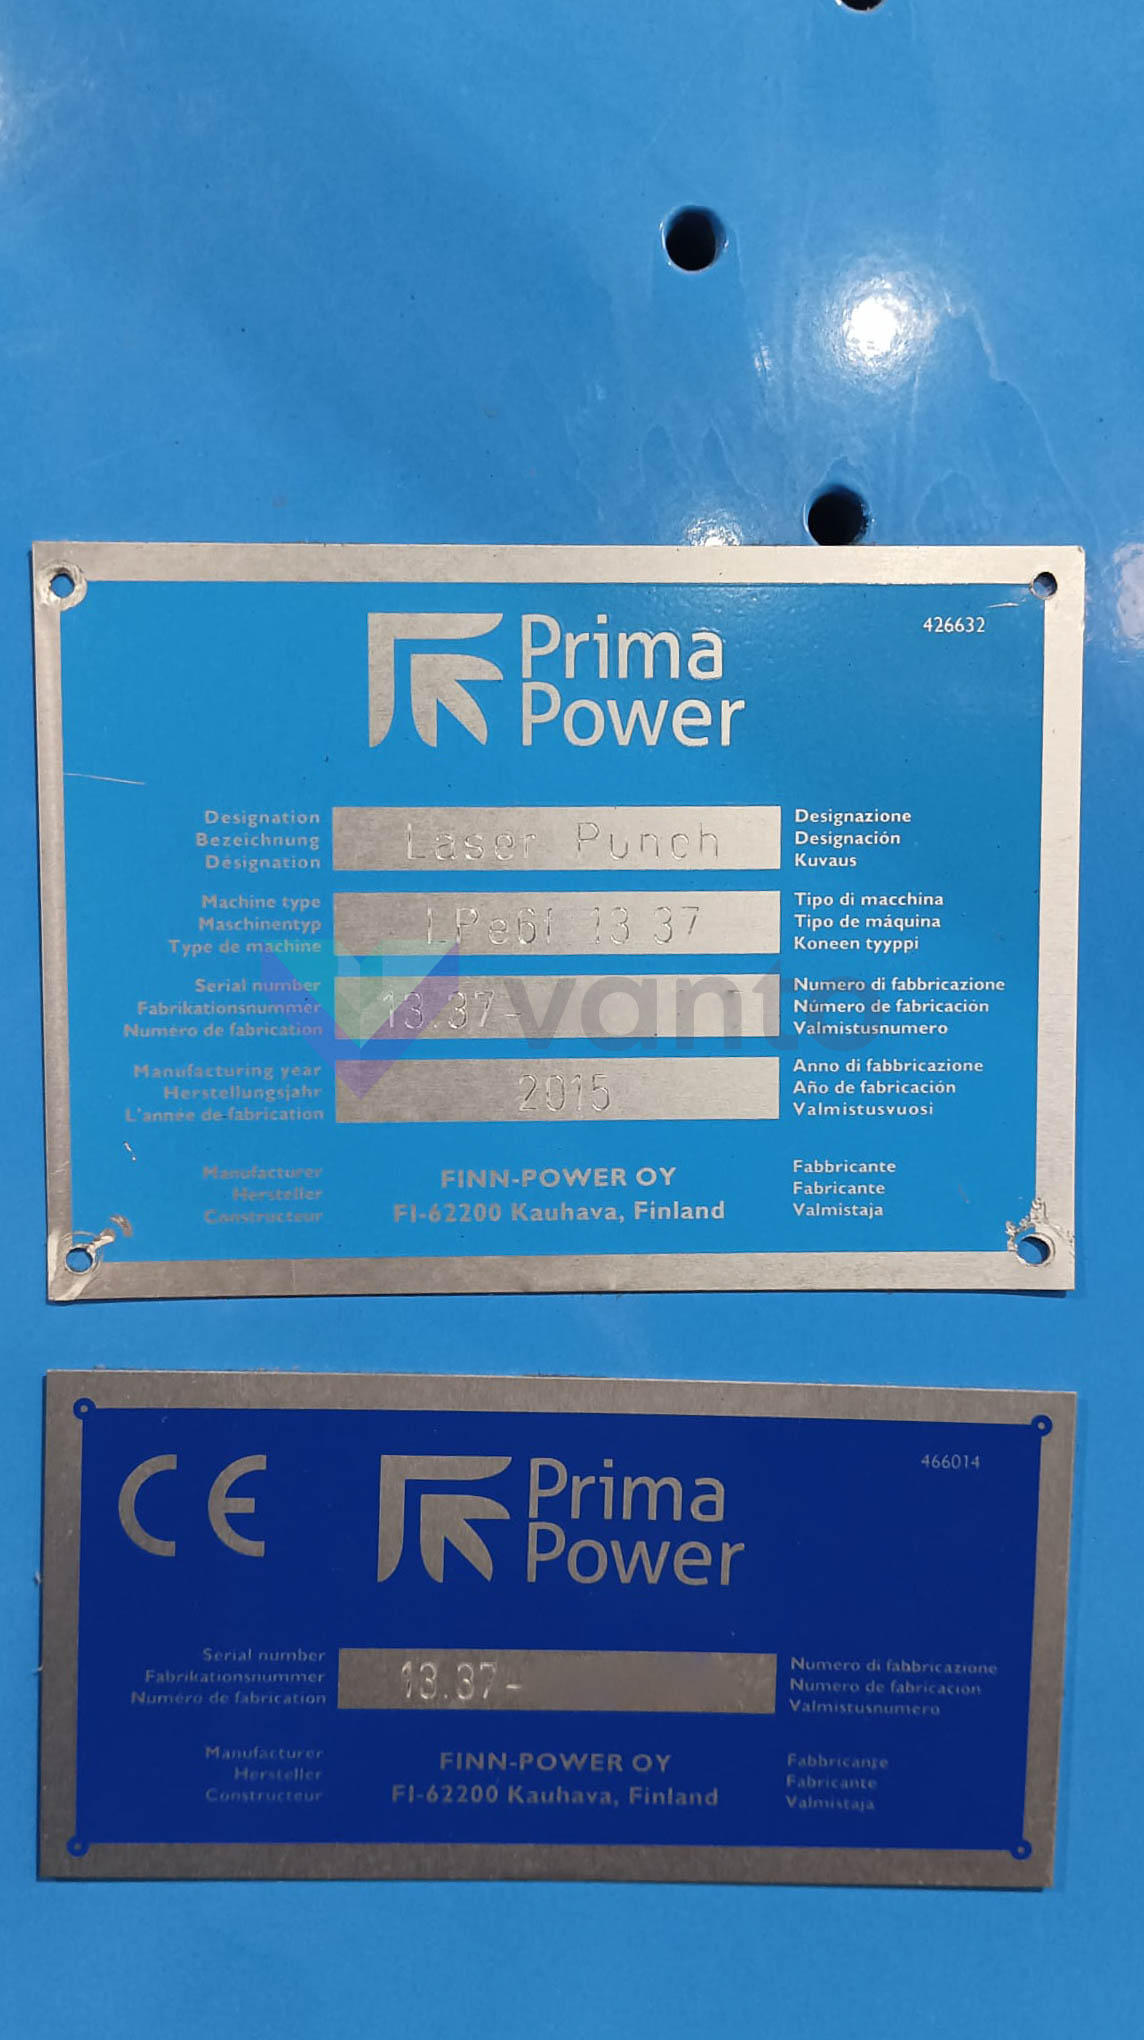 Prima
Power
426632
Designation
Bezeichnung
Désignation
Laser Punch
Designazione
Designación
Kuvaus
Machine type
Maschinentyp
Type de machine
LPe6f 13 37
Tipo di macchina
Tipo de máquina
Koneen tyyppi
Serial number
Fabrikationsnummer
Numéro de fabrication
13.37-
vanto
Numero di fabbricazione
Número de fabricación
Valmistusnumero
Manufacturing year
Herstellungsjahr
L'année de fabrication
2015
Anno di fabbricazione
Año de fabricación
Valmistusvuosi
Manufacturer
Hersteller
Constructeur
FINN-POWER OY
FI-62200 Kauhava, Finland
Fabbricante
Fabricante
Valmistaja
CE
Prima
Power
466014
Serial number
Fabrikationsnummer
Numéro de fabrication
13.37-
Numero di fabbricazione
Numero de fabricación
Valmistusnumero
Manufacturer
Hersteller
Constructeur
FINN-POWER OY
FI-62200 Kauhava, Finland
Fabbricante
Fabricante
Valmistaja